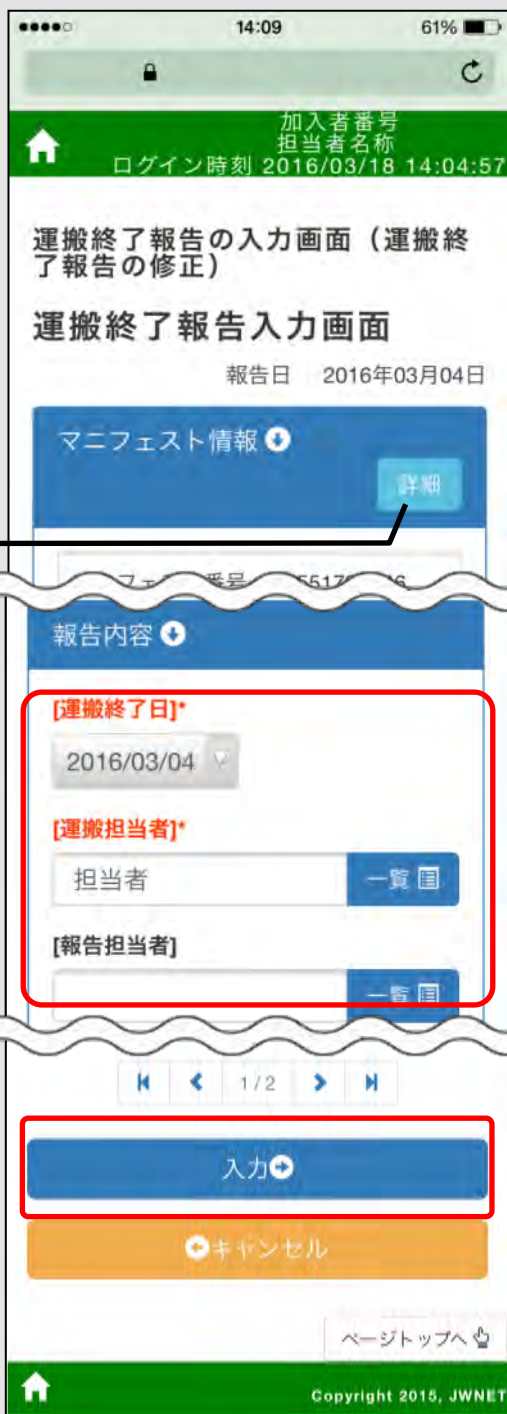 14:09
61%
加入者番号
担当者名称
ログイン時刻 2016/03/18 14:04:57
運搬終了報告の入力画面（運搬終
了報告の修正）
運搬終了報告入力画面
報告日 2016年03月04日
マニフェスト情報
詳細
報告内容
[運搬終了日]*
2016/03/04
[運搬担当者]*
担当者
一覧
[報告担当者]
一覧
1/2
入力
キャンセル
ページトップへ
Copyright 2015, JWNET